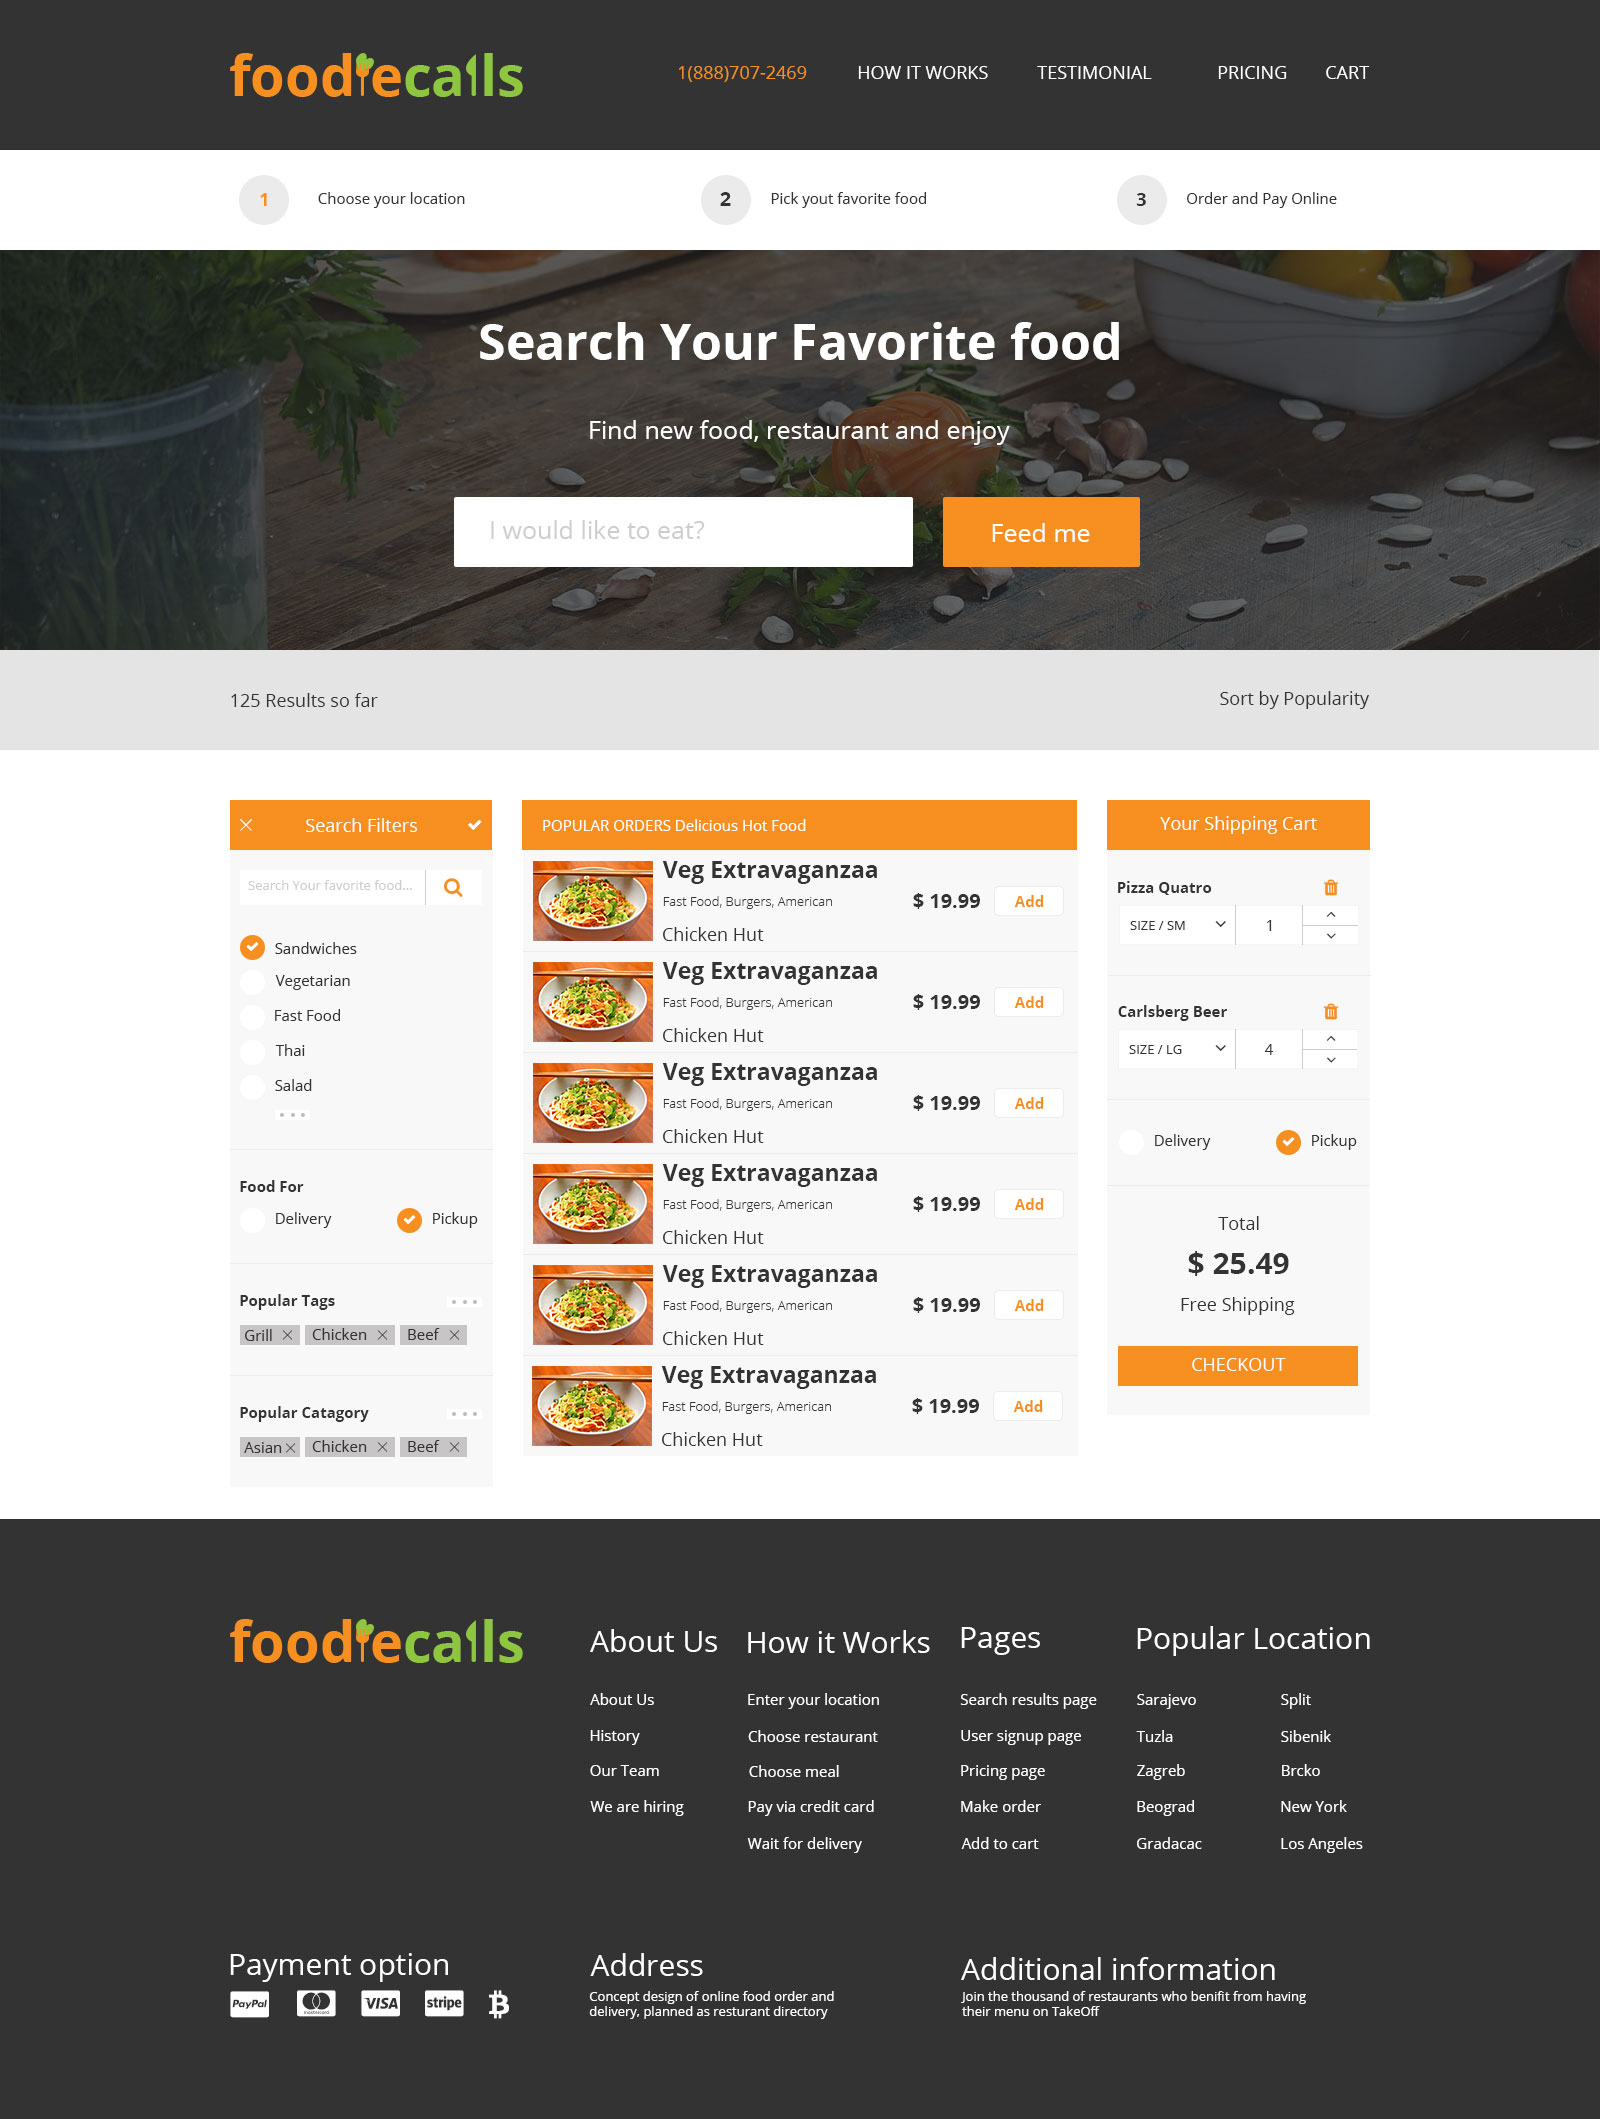 foodiecalls
1(888)707-2469 HOW IT WORKS TESTIMONIAL PRICING CART
1 Choose your location 2 Pick yout favorite food 3 Order and Pay Online
Search Your Favorite food
Find new food, restaurant and enjoy
I would like to eat? Feed me
125 Results so far Sort by Popularity
Search Filters
Search Your favorite food...
Sandwiches
Vegetarian
Fast Food
Thai
Salad
Food For
Delivery Pickup
Popular Tags
Grill Chicken Beef
Popular Catagory
Asian Chicken Beef
POPULAR ORDERS Delicious Hot Food
Veg Extravaganzaa
Fast Food, Burgers, American $ 19.99 Add
Chicken Hut
Veg Extravaganzaa
Fast Food, Burgers, American $ 19.99 Add
Chicken Hut
Veg Extravaganzaa
Fast Food, Burgers, American $ 19.99 Add
Chicken Hut
Veg Extravaganzaa
Fast Food, Burgers, American $ 19.99 Add
Chicken Hut
Veg Extravaganzaa
Fast Food, Burgers, American $ 19.99 Add
Chicken Hut
Veg Extravaganzaa
Fast Food, Burgers, American $ 19.99 Add
Chicken Hut
Your Shipping Cart
Pizza Quatro
SIZE / SM 1
Carlsberg Beer
SIZE / LG 4
Delivery Pickup
Total
$ 25.49
Free Shipping
CHECKOUT
foodiecalls
About Us
About Us
History
Our Team
We are hiring
How it Works
Enter your location
Choose restaurant
Choose meal
Pay via credit card
Wait for delivery
Pages
Search results page
User signup page
Pricing page
Make order
Add to cart
Popular Location
Sarajevo Split
Tuzla Sibenik
Zagreb Brcko
Beograd New York
Gradacac Los Angeles
Payment option
PayPal mastercard VISA stripe
Address
Concept design of online food order and
delivery, planned as resturant directory
Additional information
Join the thousand of restaurants who benifit from having
their menu on TakeOff